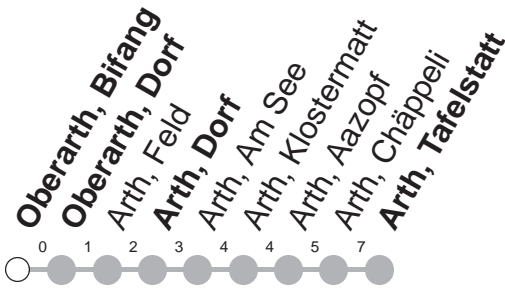 Oberarth, Bifang
Oberarth, Dorf
Arth, Feld
Arth, Dorf
Arth, Am See
Arth, Klostermatt
Arth, Aazopf
Arth, Chäppeli
Arth, Tafelstatt
0 1 2 3 4 4 5 7